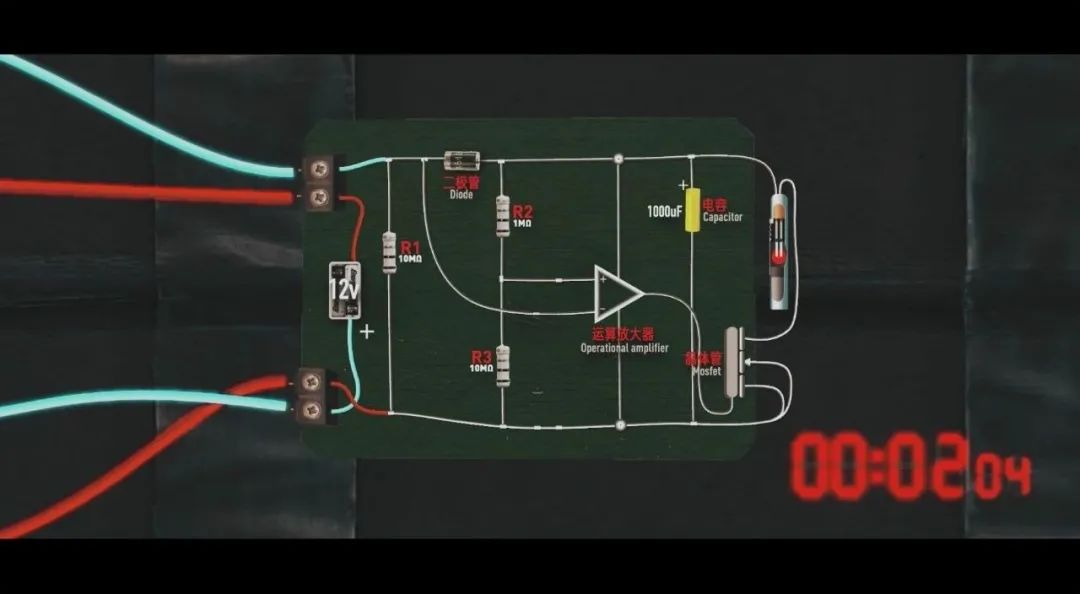 二极管
Diode
R2
1MΩ
R1
10MΩ
+
1000uF
电容
Capacitor
12v
+
+
−
运算放大器
Operational amplifier
R3
10MΩ
晶体管
Mosfet
00:02 04